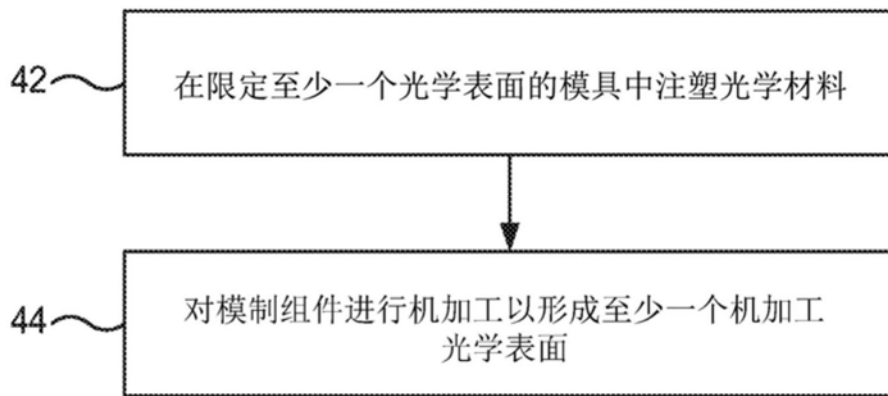 42
在限定至少一个光学表面的模具中注塑光学材料
44
对模制组件进行机加工以形成至少一个机加工
光学表面